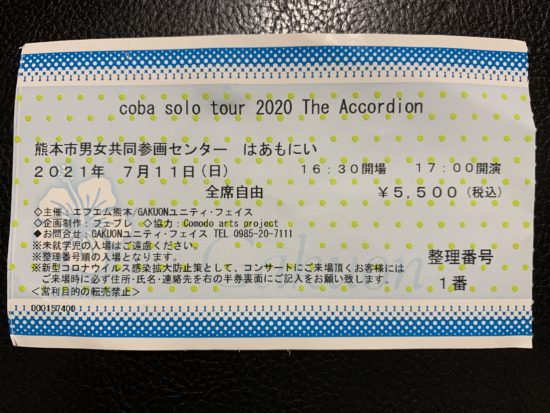 coba solo tour 2020 The Accordion
熊本市男女共同参画センター　はあもにい
2021年　7月11日(日)　16:30開場　17:00開演
全席自由　￥5,500(税込)
◇主催：エフエム熊本/GAKUONユニティ・フェイス
◇企画制作：フェブレ　◇協力：Comodo arts project
◆お問合せ：GAKUONユニティ・フェイス TEL 0985-20-7111
※未就学児の入場はご遠慮ください。
※整理番号順の入場となります。
※新型コロナウイルス感染拡大防止策として、コンサートにご来場頂くお客様には
ご来場時に必ず住所・氏名・連絡先を右の半券裏面にご記入をお願い致します。
<営利目的の転売禁止>
整理番号
1番
000157400
Gakuon